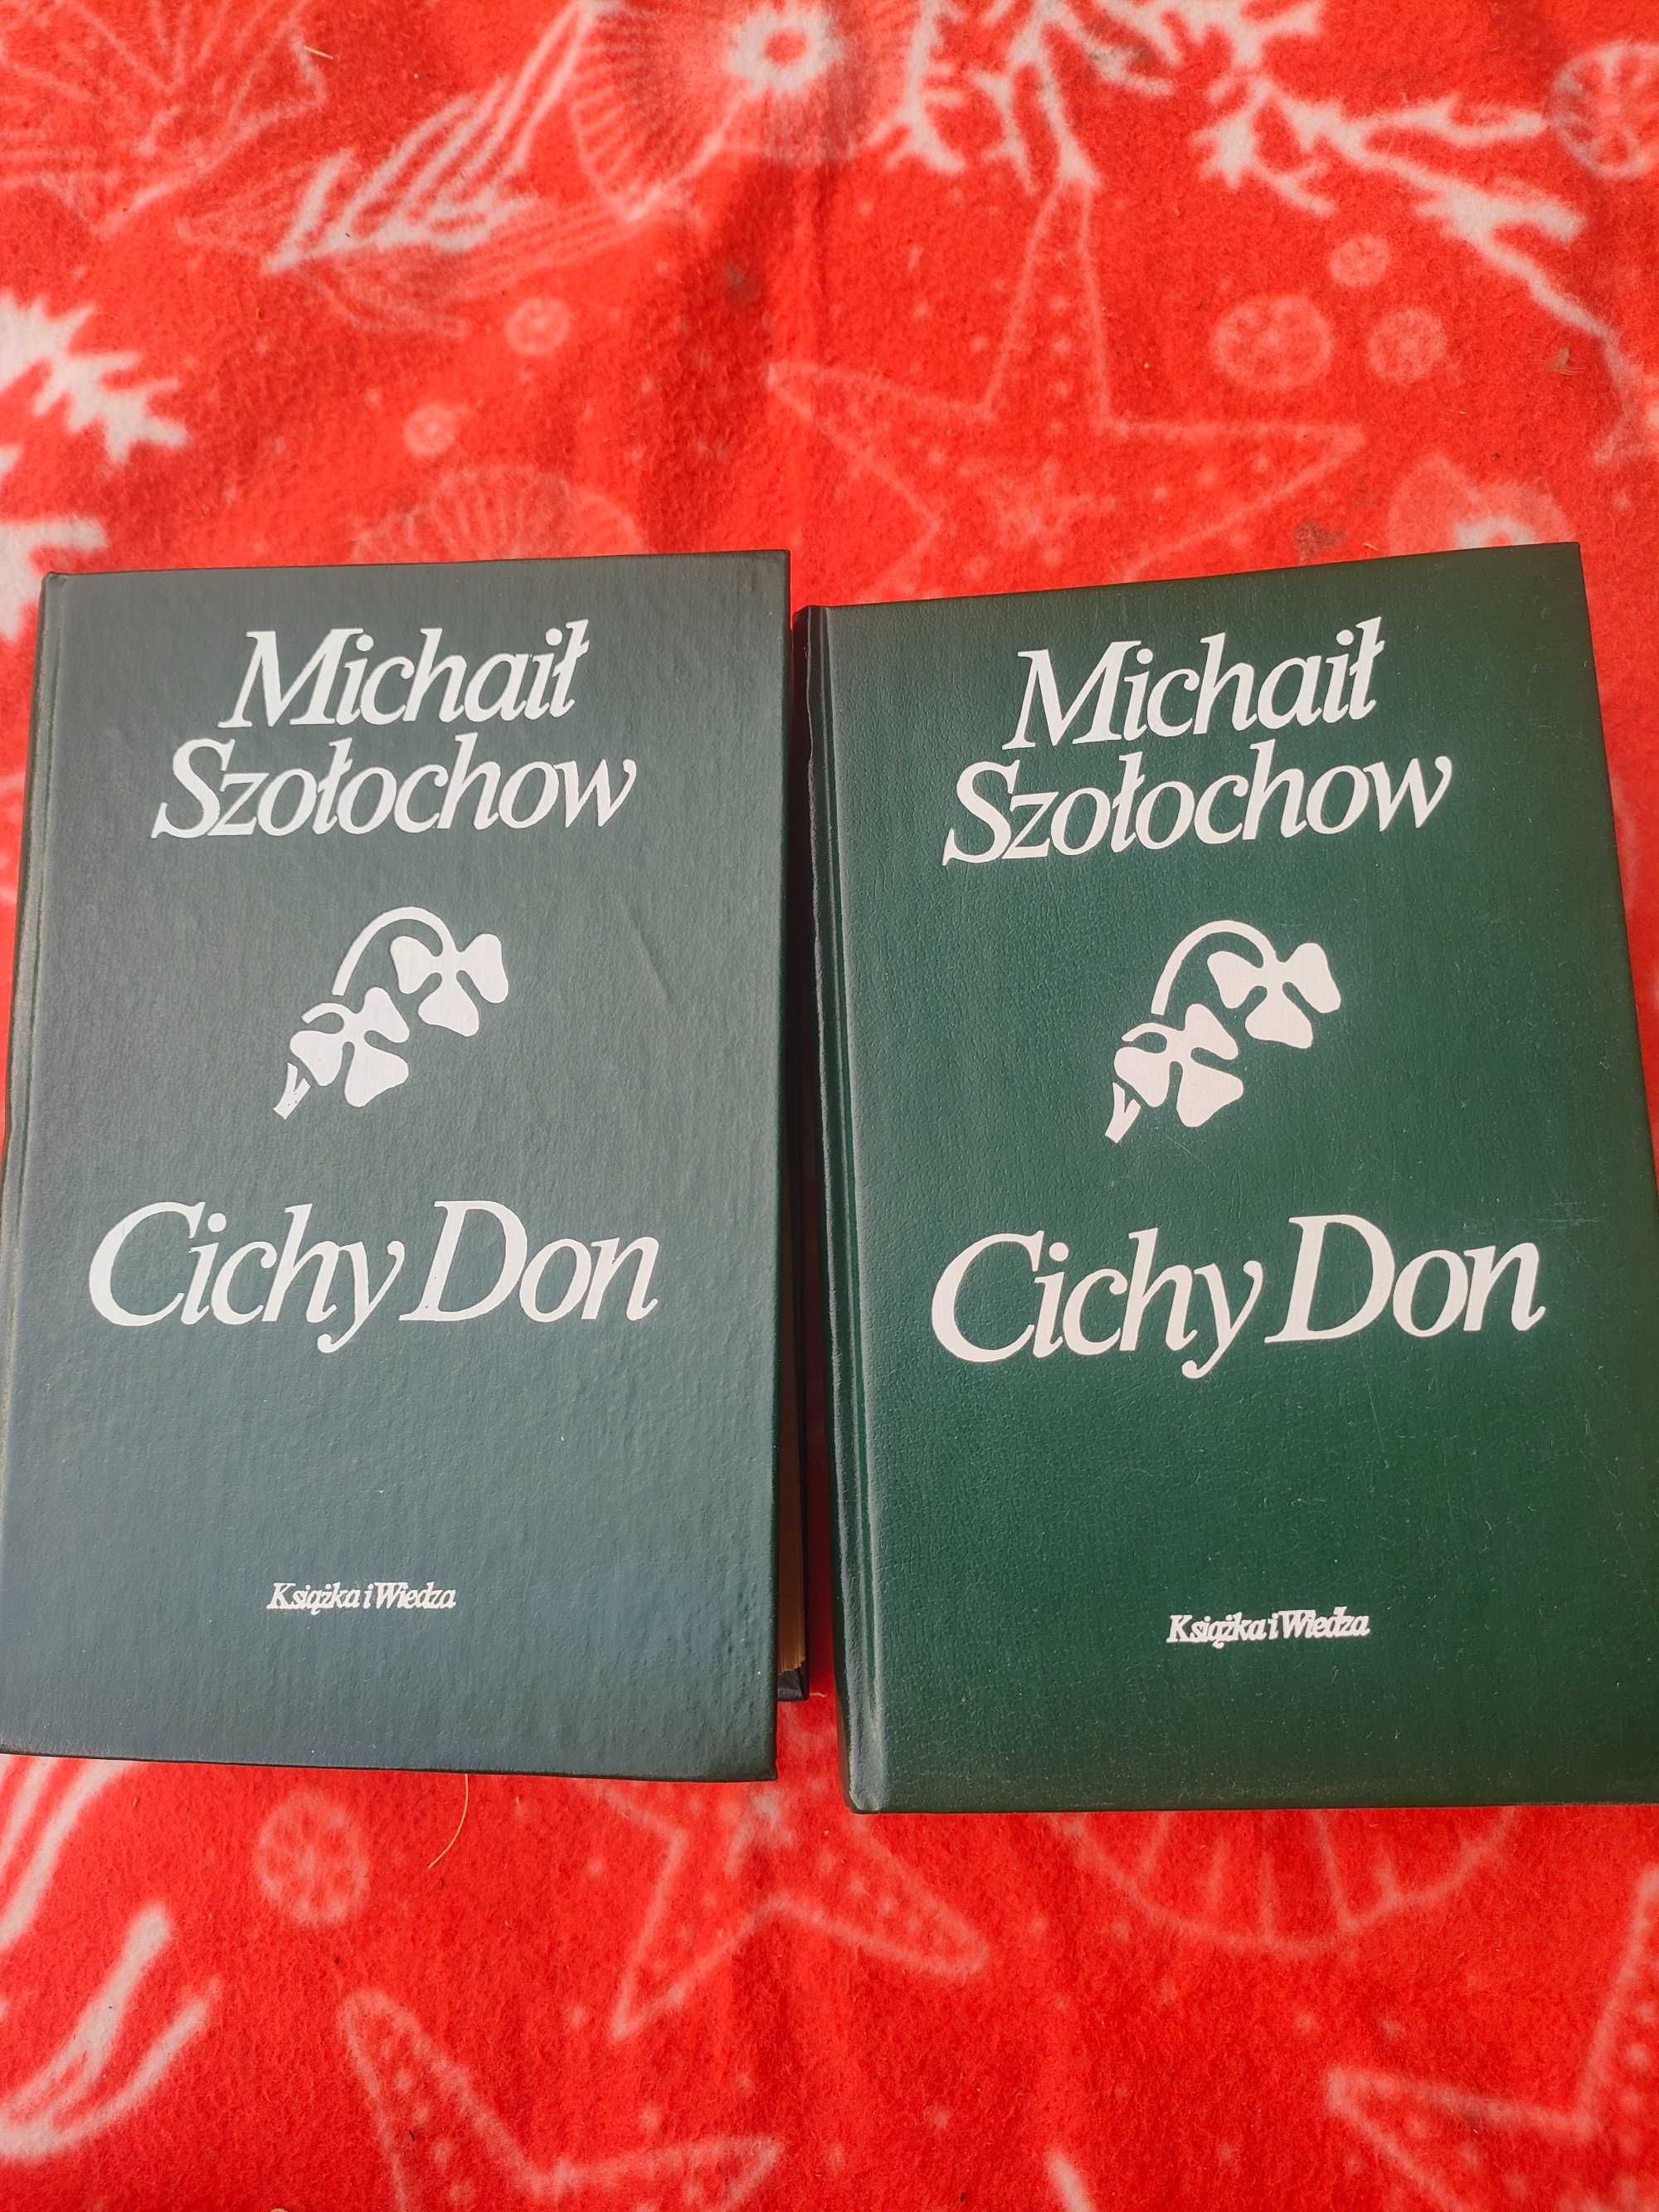 Michaił
Szołochow
Cichy Don
Książka i Wiedza
Michaił
Szołochow
Cichy Don
Książka i Wiedza